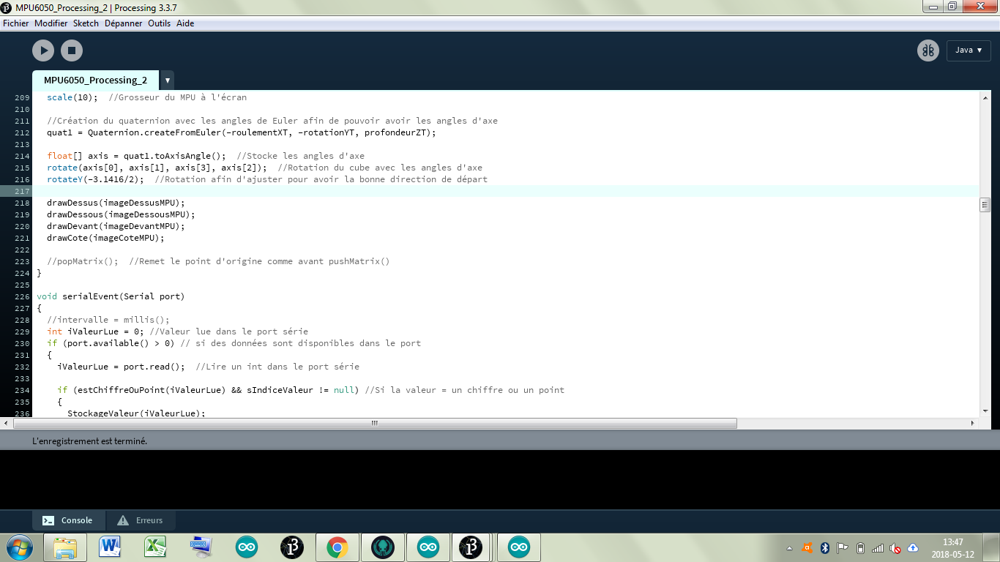 MPU6050_Processing_2 | Processing 3.3.7
Fichier Modifier Sketch Dépanner Outils Aide
Java ▾
MPU6050_Processing_2 ▾
209 scale(10);  //Grosseur du MPU à l'écran
210
211 //Création du quaternion avec les angles de Euler afin de pouvoir avoir les angles d'axe
212 quat1 = Quaternion.createFromEuler(-roulementXT, -rotationYT, profondeurZT);
213
214 float[] axis = quat1.toAxisAngle();  //Stocke les angles d'axe
215 rotate(axis[0], axis[1], axis[3], axis[2]);  //Rotation du cube avec les angles d'axe
216 rotateY(-3.1416/2);  //Rotation afin d'ajuster pour avoir la bonne direction de départ
217
218 drawDessus(imageDessusMPU);
219 drawDessous(imageDessousMPU);
220 drawDevant(imageDevantMPU);
221 drawCote(imageCoteMPU);
222
223 //popMatrix();  //Remet le point d'origine comme avant pushMatrix()
224 }
225
226 void serialEvent(Serial port)
227 {
228 //intervalle = millis();
229 int iValeurLue = 0; //Valeur lue dans le port série
230 if (port.available() > 0) // si des données sont disponibles dans le port
231 {
232 iValeurLue = port.read();  //Lire un int dans le port série
233
234 if (estChiffreOuPoint(iValeurLue) && sIndiceValeur != null) //Si la valeur = un chiffre ou un point
235 {
236 StockageValeur(iValeurLue);
L'enregistrement est terminé.
Console Erreurs
13:47
2018-05-12